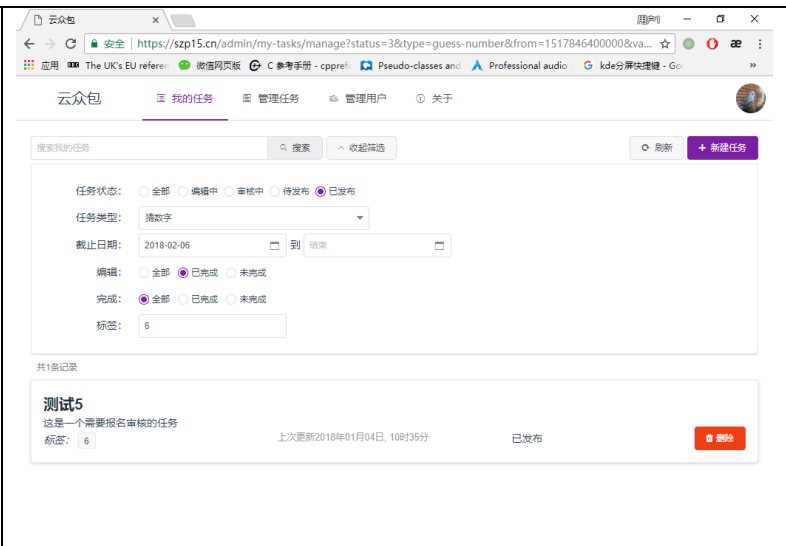 云众包
安全 https://szp15.cn/admin/my-tasks/manage?status=3&type=guess-number&from=1517846400000&va...
应用 The UK's EU referen 微信网页版 C 参考手册 - cpprefe Pseudo-classes and Professional audio G kde分屏快捷键 - Goo »
云众包 我的任务 管理任务 管理用户 关于
搜索我的任务 搜索 收起筛选 刷新 + 新建任务
任务状态: 全部 编辑中 审核中 待发布 已发布
任务类型: 猜数字
截止日期: 2018-02-06 到 结束
编辑: 全部 已完成 未完成
完成: 全部 已完成 未完成
标签: 6
共1条记录
测试5
这是一个需要报名审核的任务
标签: 6 上次更新2018年01月04日, 10时35分 已发布 删除